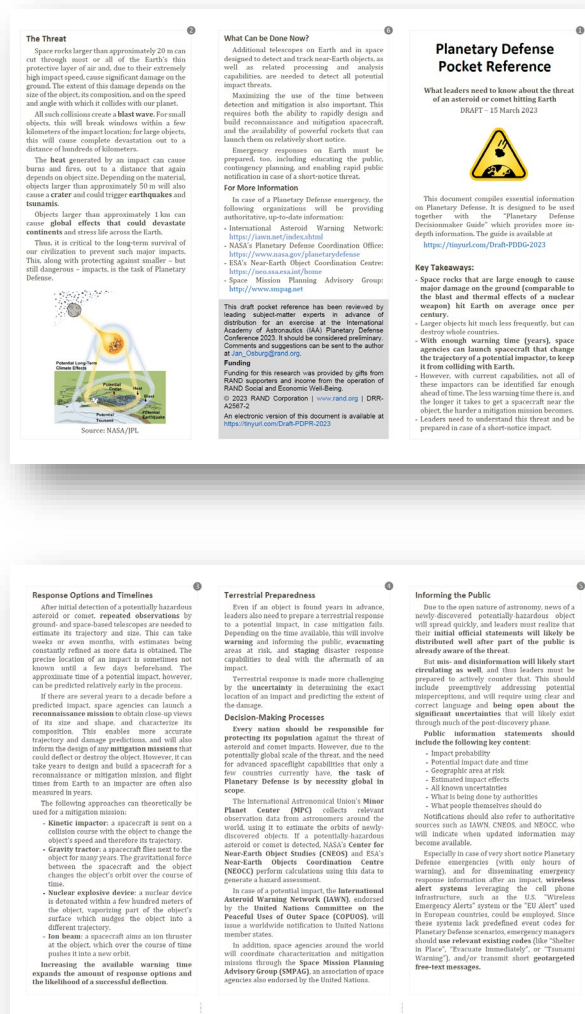 2
The Threat
Space rocks larger than approximately 20 m can
cut through most or all of the Earth's thin
protective layer of air and, due to their extremely
high impact speed, cause significant damage on the
ground. The extent of this damage depends on the
size of the object, its composition, and on the speed
and angle with which it collides with our planet.
All such collisions create a blast wave. For small
objects, this will break windows within a few
kilometers of the impact location; for large objects,
this will cause complete devastation out to a
distance of hundreds of kilometers.
The heat generated by an impact can cause
burns and fires, out to a distance that again
depends on object size. Depending on the material,
objects larger than approximately 50 m will also
cause a crater and could trigger earthquakes and
tsunamis.
Objects larger than approximately 1 km can
cause global effects that could devastate
continents and stress life across the Earth.
Thus, it is critical to the long-term survival of
our civilization to prevent such major impacts.
This, along with protecting against smaller – but
still dangerous – impacts, is the task of Planetary
Defense.
Potential Long-Term
Climate Effects
Potential
Crater
Heat
Blast
Potential
Tsunami
Potential
Earthquake
Source: NASA/JPL
6
What Can be Done Now?
Additional telescopes on Earth and in space
designed to detect and track near-Earth objects, as
well as related processing and analysis
capabilities, are needed to detect all potential
impact threats.
Maximizing the use of the time between
detection and mitigation is also important. This
requires both the ability to rapidly design and
build reconnaissance and mitigation spacecraft,
and the availability of powerful rockets that can
launch them on relatively short notice.
Emergency responses on Earth must be
prepared, too, including educating the public,
contingency planning, and enabling rapid public
notification in case of a short-notice threat.
For More Information
In case of a Planetary Defense emergency, the
following organizations will be providing
authoritative, up-to-date information:
- International Asteroid Warning Network:
https://iawn.net/index.shtml
- NASA's Planetary Defense Coordination Office:
https://www.nasa.gov/planetarydefense
- ESA's Near-Earth Object Coordination Centre:
https://neo.ssa.esa.int/home
- Space Mission Planning Advisory Group:
http://www.smpag.net
This draft pocket reference has been reviewed by
leading subject-matter experts in advance of
distribution for an exercise at the International
Academy of Astronautics (IAA) Planetary Defense
Conference 2023. It should be considered preliminary.
Comments and suggestions can be sent to the author
at Jan_Osburg@rand.org.
Funding
Funding for this research was provided by gifts from
RAND supporters and income from the operation of
RAND Social and Economic Well-Being.
© 2023 RAND Corporation | www.rand.org | DRR-
A2567-2
An electronic version of this document is available at
https://tinyurl.com/Draft-PDPR-2023
1
Planetary Defense
Pocket Reference
What leaders need to know about the threat
of an asteroid or comet hitting Earth
DRAFT – 15 March 2023
This document compiles essential information
on Planetary Defense. It is designed to be used
together with the "Planetary Defense
Decisionmaker Guide" which provides more in-
depth information. The guide is available at
https://tinyurl.com/Draft-PDDG-2023
Key Takeaways:
- Space rocks that are large enough to cause
major damage on the ground (comparable to
the blast and thermal effects of a nuclear
weapon) hit Earth on average once per
century.
- Larger objects hit much less frequently, but can
destroy whole countries.
- With enough warning time (years), space
agencies can launch spacecraft that change
the trajectory of a potential impactor, to keep
it from colliding with Earth.
- However, with current capabilities, not all of
these impactors can be identified far enough
ahead of time. The less warning time there is, and
the longer it takes to get a spacecraft near the
object, the harder a mitigation mission becomes.
- Leaders need to understand this threat and be
prepared in case of a short-notice impact.
3
Response Options and Timelines
After initial detection of a potentially hazardous
asteroid or comet, repeated observations by
ground- and space-based telescopes are needed to
estimate its trajectory and size. This can take
weeks or even months, with estimates being
constantly refined as more data is obtained. The
precise location of an impact is sometimes not
known until a few days beforehand. The
approximate time of a potential impact, however,
can be predicted relatively early in the process.
If there are several years to a decade before a
predicted impact, space agencies can launch a
reconnaissance mission to obtain close-up views
of its size and shape, and characterize its
composition. This enables more accurate
trajectory and damage predictions, and will also
inform the design of any mitigation missions that
could deflect or destroy the object. However, it can
take years to design and build a spacecraft for a
reconnaissance or mitigation mission, and flight
times from Earth to an impactor are often also
measured in years.
The following approaches can theoretically be
used for a mitigation mission:
- Kinetic impactor: a spacecraft is sent on a
collision course with the object to change the
object's speed and therefore its trajectory.
- Gravity tractor: a spacecraft flies next to the
object for many years. The gravitational force
between the spacecraft and the object
changes the object's orbit over the course of
time.
- Nuclear explosive device: a nuclear device
is detonated within a few hundred meters of
the object, vaporizing part of the object's
surface which nudges the object into a
different trajectory.
- Ion beam: a spacecraft aims an ion thruster
at the object, which over the course of time
pushes it into a new orbit.
Increasing the available warning time
expands the amount of response options and
the likelihood of a successful deflection.
4
Terrestrial Preparedness
Even if an object is found years in advance,
leaders also need to prepare a terrestrial response
to a potential impact, in case mitigation fails.
Depending on the time available, this will involve
warning and informing the public, evacuating
areas at risk, and staging disaster response
capabilities to deal with the aftermath of an
impact.
Terrestrial response is made more challenging
by the uncertainty in determining the exact
location of an impact and predicting the extent of
the damage.
Decision-Making Processes
Every nation should be responsible for
protecting its population against the threat of
asteroid and comet impacts. However, due to the
potentially global scale of the threat, and the need
for advanced spaceflight capabilities that only a
few countries currently have, the task of
Planetary Defense is by necessity global in
scope.
The International Astronomical Union's Minor
Planet Center (MPC) collects relevant
observation data from astronomers around the
world, using it to estimate the orbits of newly-
discovered objects. If a potentially-hazardous
asteroid or comet is detected, NASA's Center for
Near-Earth Object Studies (CNEOS) and ESA's
Near-Earth Objects Coordination Centre
(NEOCC) perform calculations using this data to
generate a hazard assessment.
In case of a potential impact, the International
Asteroid Warning Network (IAWN), endorsed
by the United Nations Committee on the
Peaceful Uses of Outer Space (COPUOS), will
issue a worldwide notification to United Nations
member states.
In addition, space agencies around the world
will coordinate characterization and mitigation
missions through the Space Mission Planning
Advisory Group (SMPAG), an association of space
agencies also endorsed by the United Nations.
5
Informing the Public
Due to the open nature of astronomy, news of a
newly-discovered potentially-hazardous object
will spread quickly, and leaders must realize that
their initial official statements will likely be
distributed well after part of the public is
already aware of the threat.
But mis- and disinformation will likely start
circulating as well, and thus leaders must be
prepared to actively counter that. This should
include preemptively addressing potential
misperceptions, and will require using clear and
correct language and being open about the
significant uncertainties that will likely exist
through much of the post-discovery phase.
Public information statements should
include the following key content:
- Impact probability
- Potential impact date and time
- Geographic area at risk
- Estimated impact effects
- All known uncertainties
- What is being done by authorities
- What people themselves should do
Notifications should also refer to authoritative
sources such as IAWN, CNEOS, and NEOCC, who
will indicate when updated information may
become available.
Especially in case of very short notice Planetary
Defense emergencies (with only hours of
warning), and for disseminating emergency
response information after an impact, wireless
alert systems leveraging the cell phone
infrastructure, such as the U.S. "Wireless
Emergency Alerts" system or the "EU Alert" used
in European countries, could be employed. Since
these systems lack predefined event codes for
Planetary Defense scenarios, emergency managers
should use relevant existing codes (like "Shelter
in Place", "Evacuate Immediately", or "Tsunami
Warning"), and/or transmit short geotargeted
free-text messages.